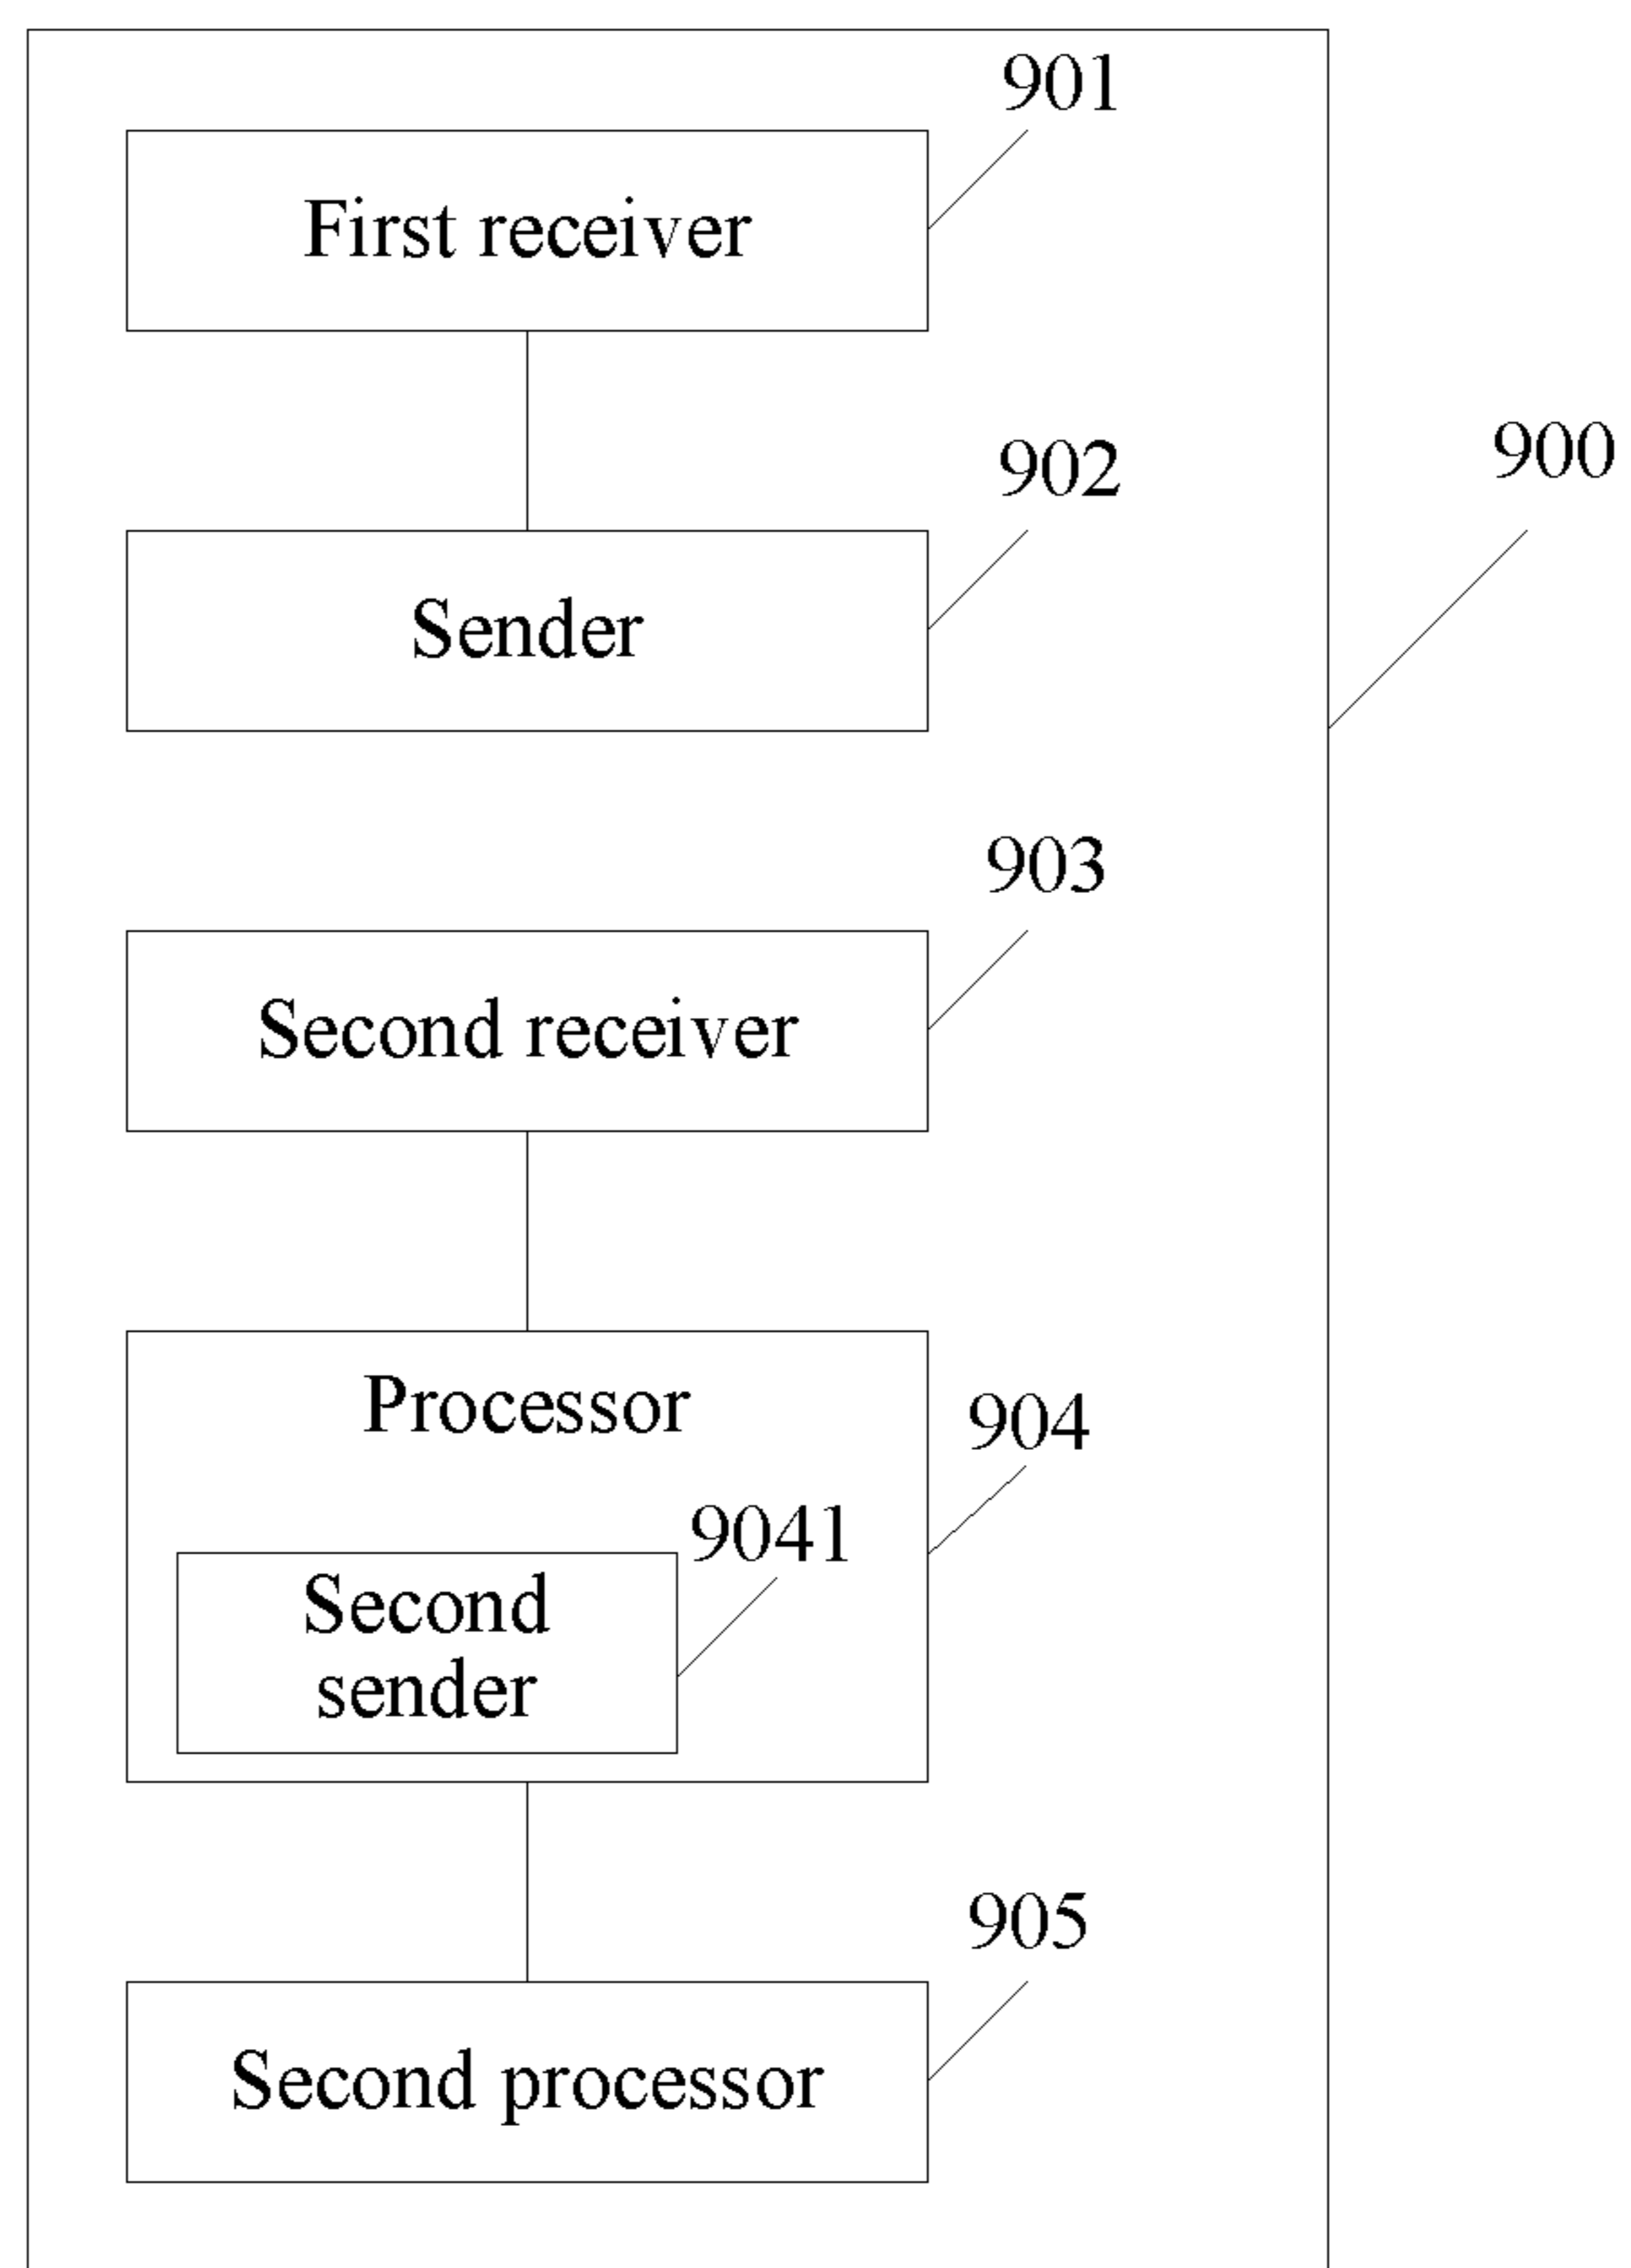 901
First receiver
902
900
Sender
903
Second receiver
Processor
904
9041
Second
sender
905
Second processor